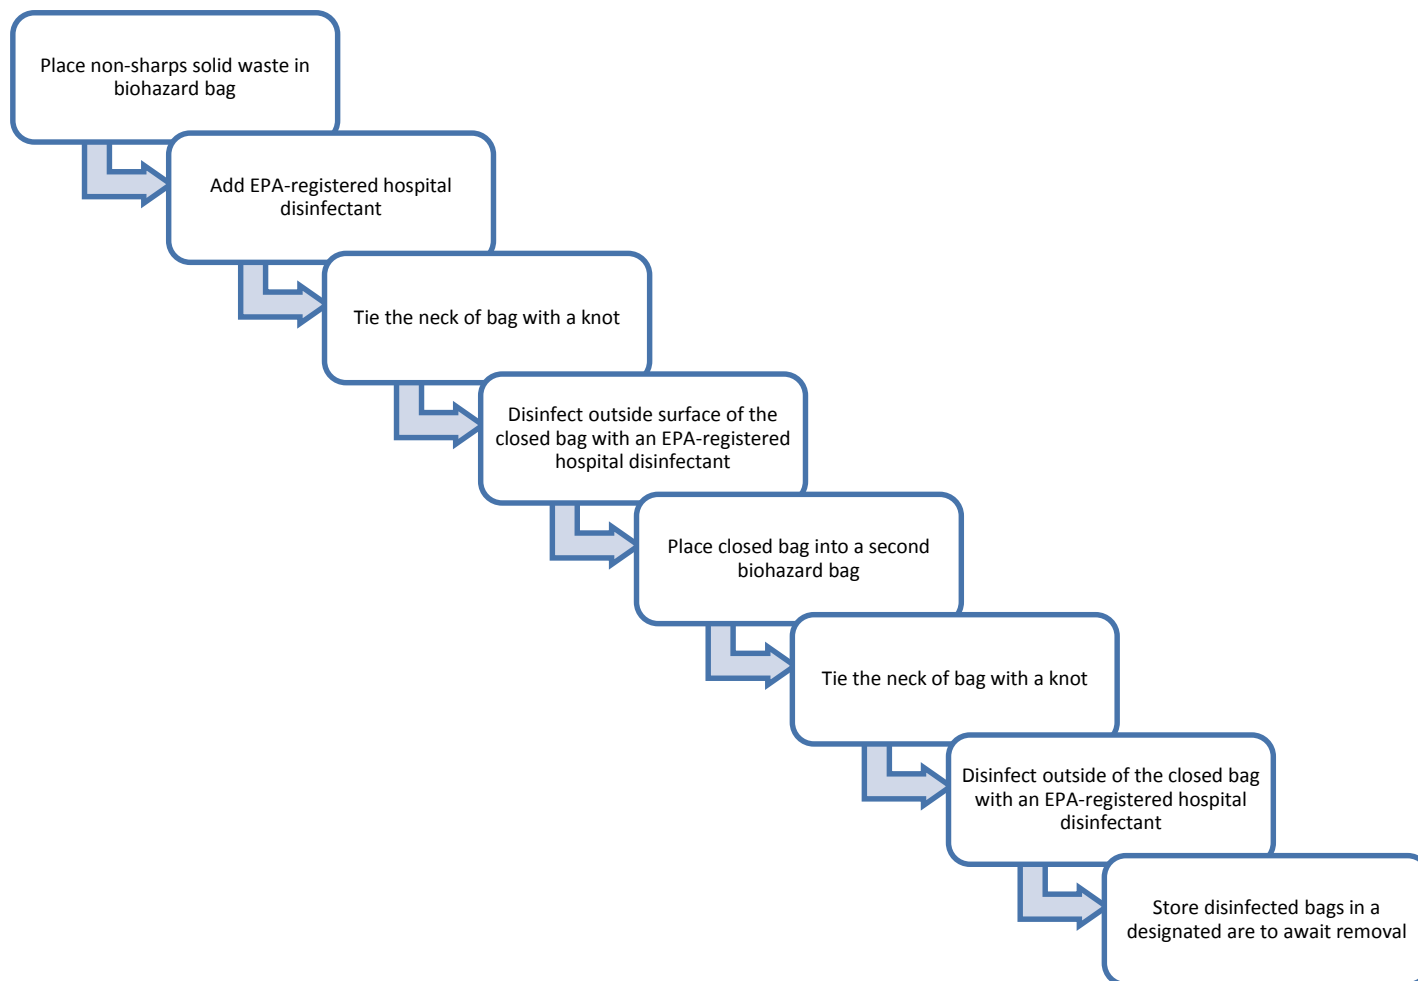 Place non-sharps solid waste in
biohazard bag
Add EPA-registered hospital
disinfectant
Tie the neck of bag with a knot
Disinfect outside surface of the
closed bag with an EPA-registered
hospital disinfectant
Place closed bag into a second
biohazard bag
Tie the neck of bag with a knot
Disinfect outside of the closed bag
with an EPA-registered hospital
disinfectant
Store disinfected bags in a
designated are to await removal